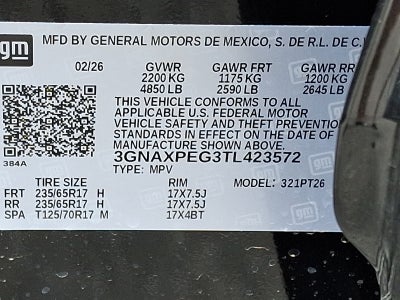 gm
MFD BY GENERAL MOTORS DE MEXICO, S. DE R.L. DE C.
02/26 GVWR GAWR FRT GAWR RR
2200 KG 1175 KG 1200 KG
4850 LB 2590 LB 2645 LB
THIS VEHICLE CONFORMS TO ALL
APPLICABLE U.S. FEDERAL MOTOR
VEHICLE SAFETY AND THEFT PREVENTION
STANDARDS IN EFFECT ON THE DATE OF
3GNAXPEG3TL423572
384A TYPE: MPV
TIRE SIZE RIM MODEL: 321PT26
FRT 235/65R17 H 17X7.5J
RR 235/65R17 H 17X7.5J
SPA T125/70R17 M 17X4BT